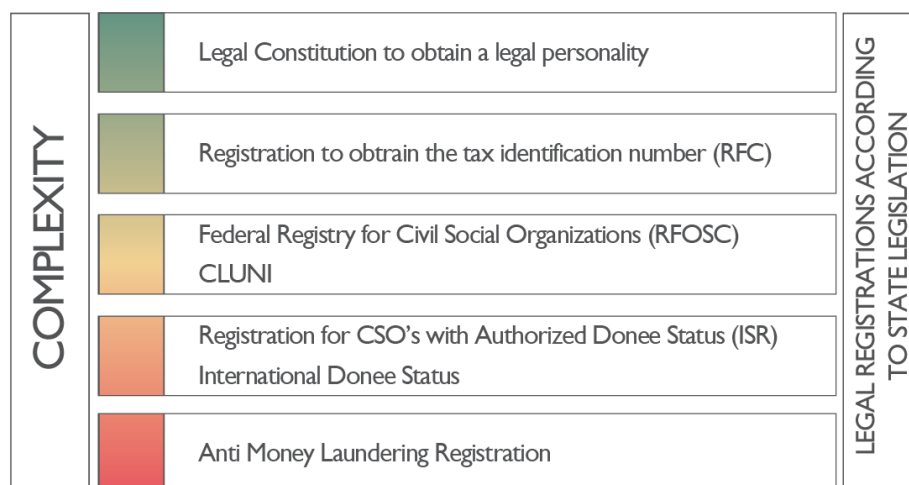 COMPLEXITY
Legal Constitution to obtain a legal personality
Registration to obtrain the tax identification number (RFC)
Federal Registry for Civil Social Organizations (RFOSC)
CLUNI
Registration for CSO's with Authorized Donee Status (ISR)
International Donee Status
Anti Money Laundering Registration
LEGAL REGISTRATIONS ACCORDING
TO STATE LEGISLATION